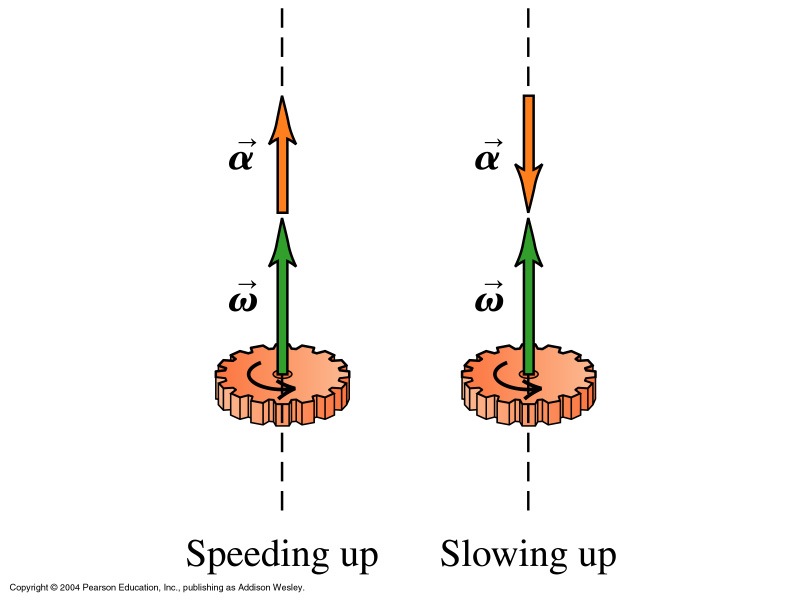 α⃗
α⃗
ω⃗
ω⃗
Speeding up
Slowing up
Copyright © 2004 Pearson Education, Inc., publishing as Addison Wesley.